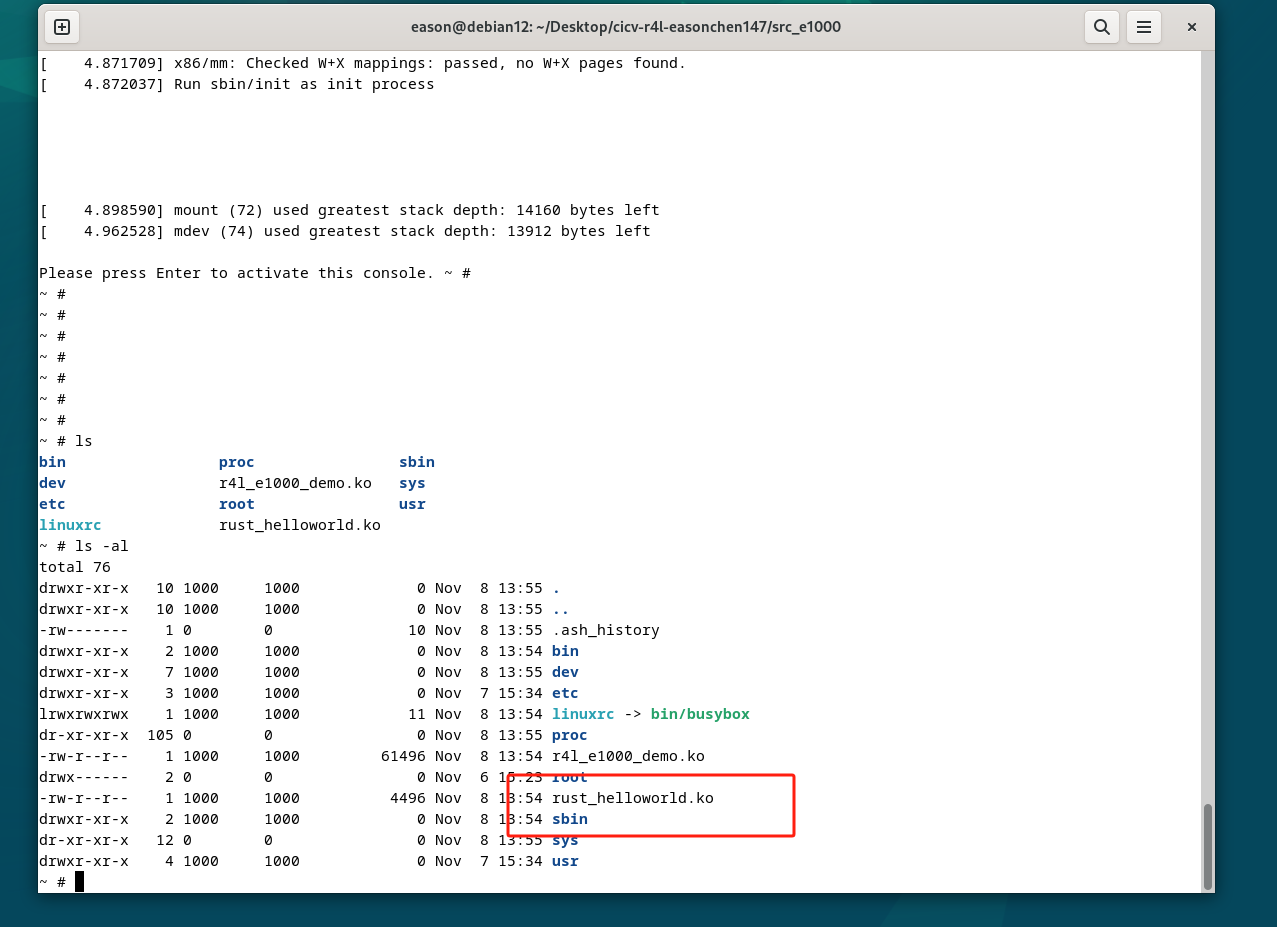 eason@debian12: ~/Desktop/cicv-r4l-easonchen147/src_e1000
[    4.871709] x86/mm: Checked W+X mappings: passed, no W+X pages found.
[    4.872037] Run sbin/init as init process
[    4.898590] mount (72) used greatest stack depth: 14160 bytes left
[    4.962528] mdev (74) used greatest stack depth: 13912 bytes left
Please press Enter to activate this console. ~ #
~ #
~ #
~ #
~ #
~ #
~ #
~ #
~ # ls
bin                 proc                sbin
dev                 r4l_e1000_demo.ko   sys
etc                 root                usr
linuxrc             rust_helloworld.ko
~ # ls -al
total 76
drwxr-xr-x   10 1000     1000             0 Nov  8 13:55 .
drwxr-xr-x   10 1000     1000             0 Nov  8 13:55 ..
-rw-------    1 0        0               10 Nov  8 13:55 .ash_history
drwxr-xr-x    2 1000     1000             0 Nov  8 13:54 bin
drwxr-xr-x    7 1000     1000             0 Nov  8 13:55 dev
drwxr-xr-x    3 1000     1000             0 Nov  7 15:34 etc
lrwxrwxrwx    1 1000     1000            11 Nov  8 13:54 linuxrc -> bin/busybox
dr-xr-xr-x  105 0        0                0 Nov  8 13:55 proc
-rw-r--r--    1 1000     1000         61496 Nov  8 13:54 r4l_e1000_demo.ko
drwx------    2 0        0                0 Nov  6 15:23 root
-rw-r--r--    1 1000     1000          4496 Nov  8 13:54 rust_helloworld.ko
drwxr-xr-x    2 1000     1000             0 Nov  8 13:54 sbin
dr-xr-xr-x   12 0        0                0 Nov  8 13:55 sys
drwxr-xr-x    4 1000     1000             0 Nov  7 15:34 usr
~ #